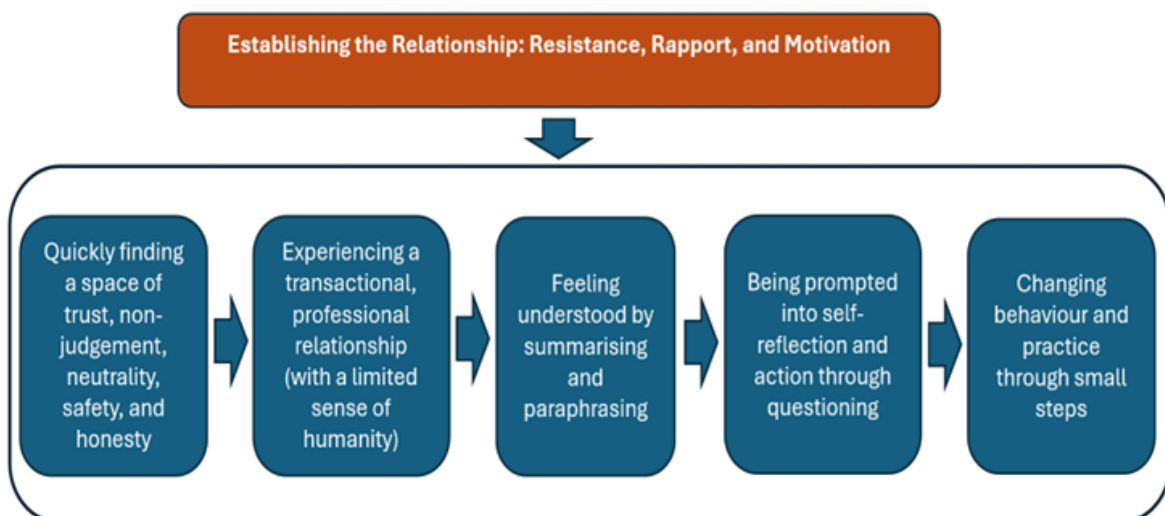 Establishing the Relationship: Resistance, Rapport, and Motivation
Quickly finding
a space of
trust, non-
judgement,
neutrality,
safety, and
honesty
Experiencing a
transactional,
professional
relationship
(with a limited
sense of
humanity)
Feeling
understood by
summarising
and
paraphrasing
Being prompted
into self-
reflection and
action through
questioning
Changing
behaviour and
practice
through small
steps